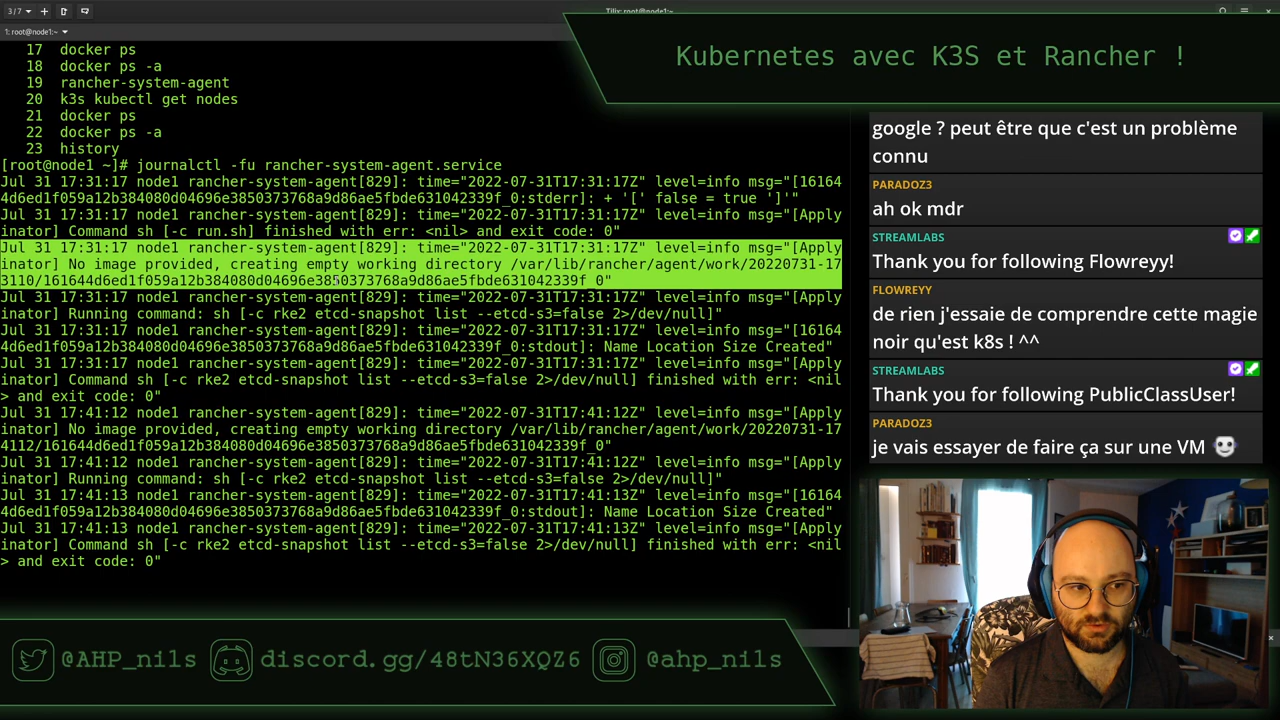 3 / 7
Tilix: root@node1:~
1: root@node1:~
17 docker ps
18 docker ps -a
19 rancher-system-agent
20 k3s kubectl get nodes
21 docker ps
22 docker ps -a
23 history
[root@node1 ~]# journalctl -fu rancher-system-agent.service
Jul 31 17:31:17 node1 rancher-system-agent[829]: time="2022-07-31T17:31:17Z" level=info msg="[16164
4d6ed1f059a12b384080d04696e3850373768a9d86ae5fbde631042339f_0:stderr]: + '[' false = true ']'"
Jul 31 17:31:17 node1 rancher-system-agent[829]: time="2022-07-31T17:31:17Z" level=info msg="[Apply
inator] Command sh [-c run.sh] finished with err: <nil> and exit code: 0"
Jul 31 17:31:17 node1 rancher-system-agent[829]: time="2022-07-31T17:31:17Z" level=info msg="[Apply
inator] No image provided, creating empty working directory /var/lib/rancher/agent/work/20220731-17
3110/161644d6ed1f059a12b384080d04696e3850373768a9d86ae5fbde631042339f_0"
Jul 31 17:31:17 node1 rancher-system-agent[829]: time="2022-07-31T17:31:17Z" level=info msg="[Apply
inator] Running command: sh [-c rke2 etcd-snapshot list --etcd-s3=false 2>/dev/null]"
Jul 31 17:31:17 node1 rancher-system-agent[829]: time="2022-07-31T17:31:17Z" level=info msg="[16164
4d6ed1f059a12b384080d04696e3850373768a9d86ae5fbde631042339f_0:stdout]: Name Location Size Created"
Jul 31 17:31:17 node1 rancher-system-agent[829]: time="2022-07-31T17:31:17Z" level=info msg="[Apply
inator] Command sh [-c rke2 etcd-snapshot list --etcd-s3=false 2>/dev/null] finished with err: <nil
> and exit code: 0"
Jul 31 17:41:12 node1 rancher-system-agent[829]: time="2022-07-31T17:41:12Z" level=info msg="[Apply
inator] No image provided, creating empty working directory /var/lib/rancher/agent/work/20220731-17
4112/161644d6ed1f059a12b384080d04696e3850373768a9d86ae5fbde631042339f_0"
Jul 31 17:41:12 node1 rancher-system-agent[829]: time="2022-07-31T17:41:12Z" level=info msg="[Apply
inator] Running command: sh [-c rke2 etcd-snapshot list --etcd-s3=false 2>/dev/null]"
Jul 31 17:41:13 node1 rancher-system-agent[829]: time="2022-07-31T17:41:13Z" level=info msg="[16164
4d6ed1f059a12b384080d04696e3850373768a9d86ae5fbde631042339f_0:stdout]: Name Location Size Created"
Jul 31 17:41:13 node1 rancher-system-agent[829]: time="2022-07-31T17:41:13Z" level=info msg="[Apply
inator] Command sh [-c rke2 etcd-snapshot list --etcd-s3=false 2>/dev/null] finished with err: <nil
> and exit code: 0"
Kubernetes avec K3S et Rancher !
google ? peut être que c'est un problème
connu
PARADOZ3
ah ok mdr
STREAMLABS
Thank you for following Flowreyy!
FLOWREYY
de rien j'essaie de comprendre cette magie
noir qu'est k8s ! ^^
STREAMLABS
Thank you for following PublicClassUser!
PARADOZ3
je vais essayer de faire ça sur une VM
@AHP_nils
discord.gg/48tN36XQZ6
@ahp_nils